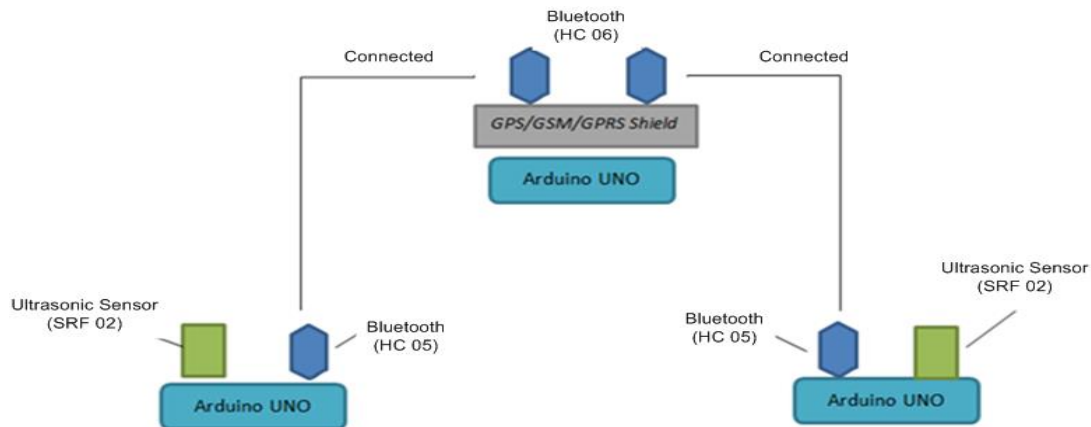 Bluetooth
(HC 06)
Connected
Connected
GPS/GSM/GPRS Shield
Arduino UNO
Ultrasonic Sensor
(SRF 02)
Bluetooth
(HC 05)
Arduino UNO
Bluetooth
(HC 05)
Ultrasonic Sensor
(SRF 02)
Arduino UNO